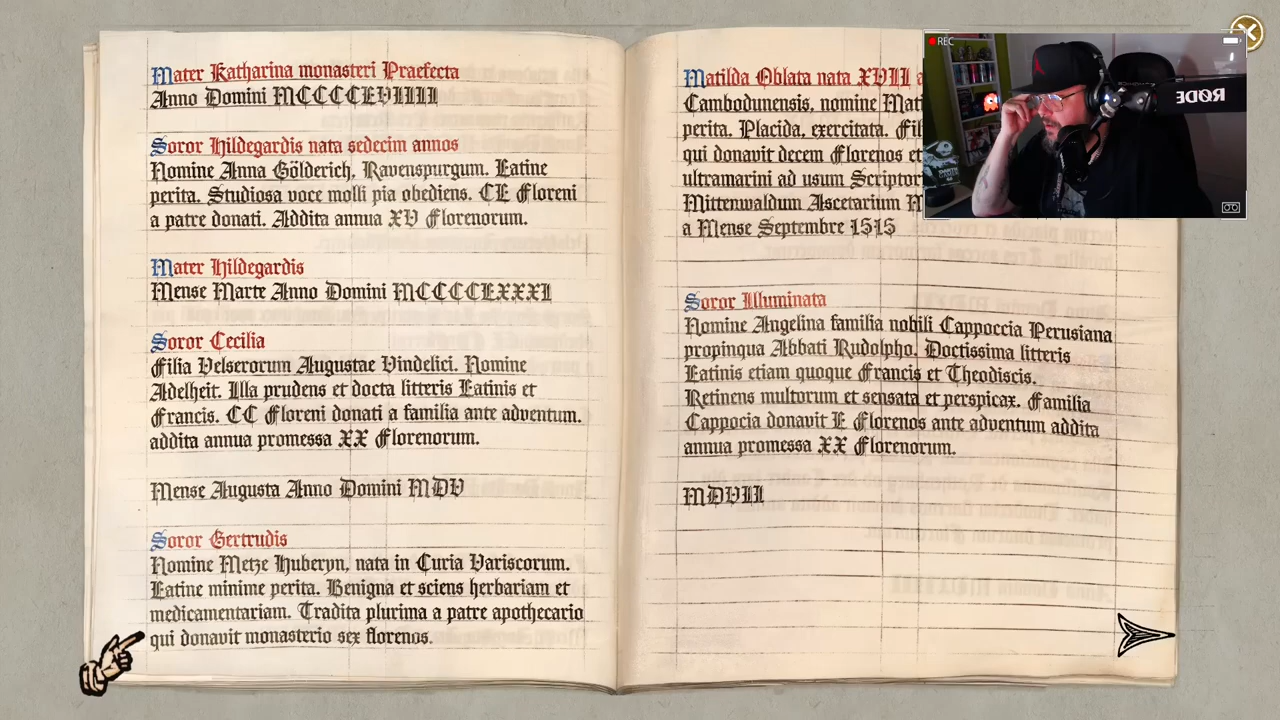 Mater Katharina monasteri Praefecta
Anno Domini MCCCCLVIIII
Soror Hildegardis nata sedecim annos
Nomine Anna Gölderich, Ravenspurgum. Latine
perita. Studiosa voce molli pia obediens. CL Floreni
a patre donati. Addita annua XV Florenorum.
Mater Hildegardis
Mense Marte Anno Domini MCCCCLXXXI
Soror Cecilia
Filia Velserorum Augustae Vindelici. Nomine
Adelheit. Illa prudens et docta litteris Latinis et
Francis. CC Floreni donati a familia ante adventum.
addita annua promessa XX Florenorum.
Mense Augusta Anno Domini MDV
Soror Gertrudis
Nomine Metze Huberyn, nata in Curia Variscorum.
Latine minime perita. Benigna et sciens herbariam et
medicamentariam. Tradita plurima a patre apothecario
qui donavit monasterio sex florenos.
Matilda Oblata nata XVII
Cambodunensis, nomine
perita. Placida, exercitata.
qui donavit decem Florenos et
ultramarini ad usum
Mittenwaldum Ascetarium
a Mense Septembre 1515
Soror Illuminata
Nomine Angelina familia nobili Cappoccia Perusiana
propinqua Abbati Rudolpho. Doctissima litteris
Latinis etiam quoque Francis et Theodiscis.
Retinens multorum et sensata et perspicax. Familia
Cappocia donavit L Florenos ante adventum addita
annua promessa XX Florenorum.
MDVII
REC
RØDE